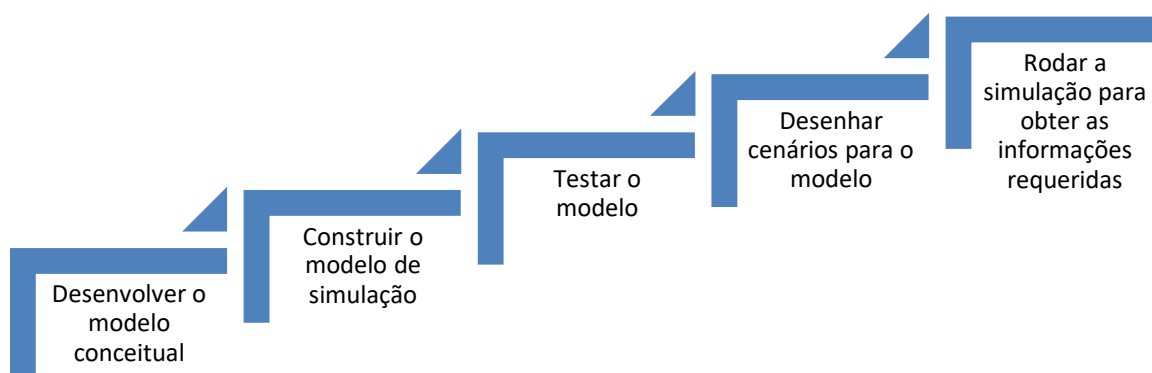 Desenvolver o
modelo
conceitual
Construir o
modelo de
simulação
Testar o
modelo
Desenhar
cenários para o
modelo
Rodar a
simulação para
obter as
informações
requeridas